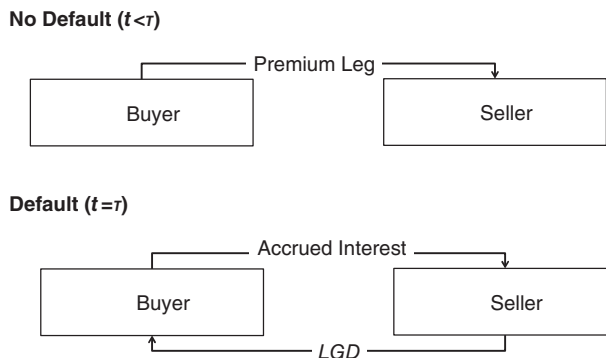 No Default (t<τ)
Premium Leg
Buyer
Seller
Default (t=τ)
Accrued Interest
Buyer
Seller
LGD